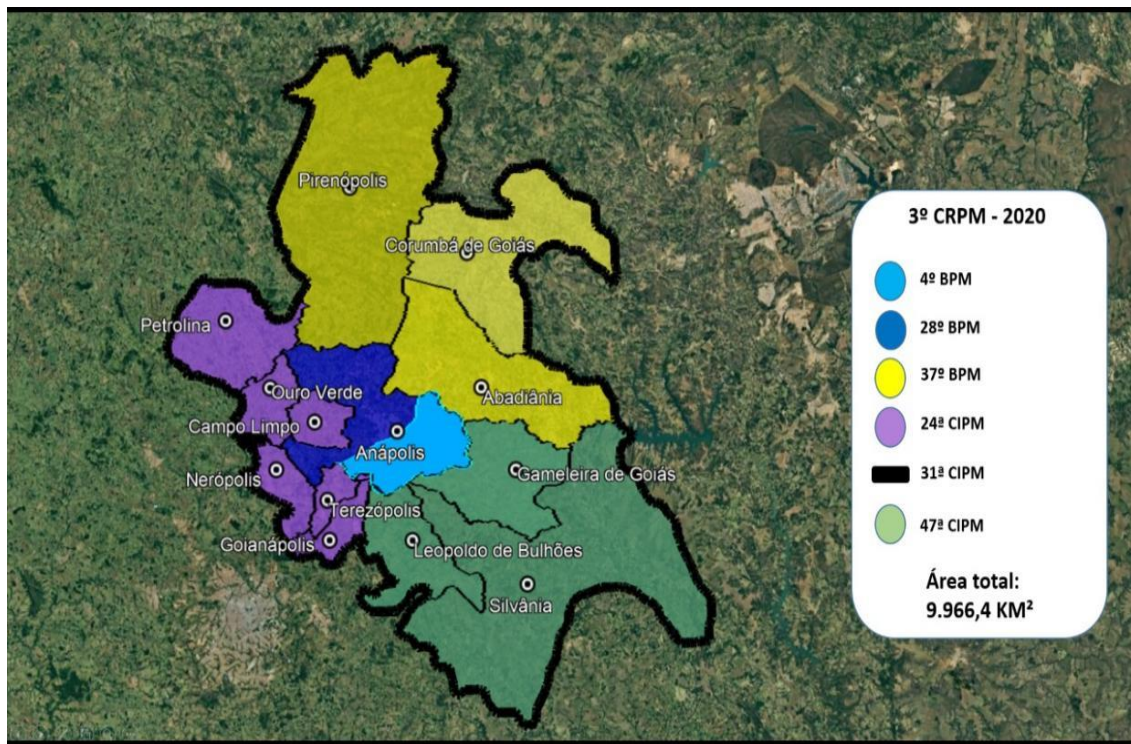 Pirenópolis
Corumbá de Goiás
Petrolina
Ouro Verde
Abadiânia
Campo Limpo
Anápolis
Nerópolis
Gameleira de Goiás
Terezópolis
Goianápolis
Leopoldo de Bulhões
Silvânia
3º CRPM - 2020
4º BPM
28º BPM
37º BPM
24ª CIPM
31ª CIPM
47ª CIPM
Área total:
9.966,4 KM²